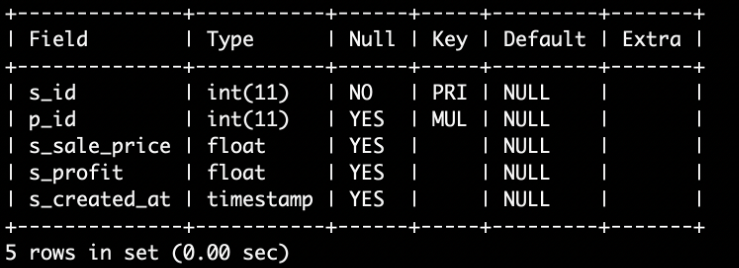 +--------------+-----------+------+-----+---------+-------+
| Field        | Type      | Null | Key | Default | Extra |
+--------------+-----------+------+-----+---------+-------+
| s_id         | int(11)   | NO   | PRI | NULL    |       |
| p_id         | int(11)   | YES  | MUL | NULL    |       |
| s_sale_price | float     | YES  |     | NULL    |       |
| s_profit     | float     | YES  |     | NULL    |       |
| s_created_at | timestamp | YES  |     | NULL    |       |
+--------------+-----------+------+-----+---------+-------+
5 rows in set (0.00 sec)